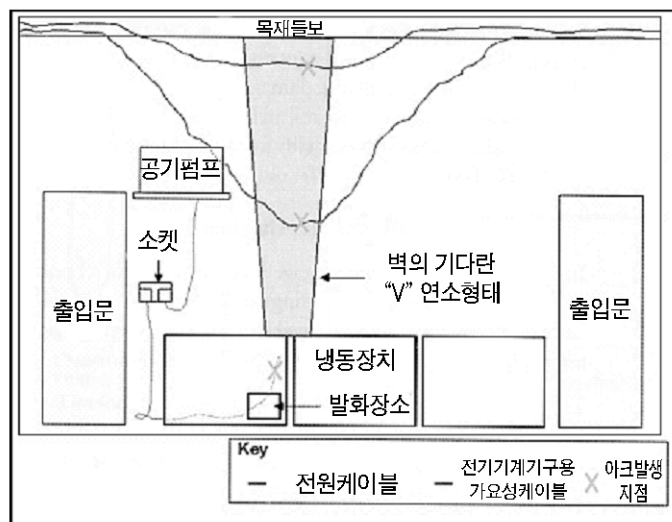 목재들보
공기펌프
소켓
출입문
벽의 기다란
“V” 연소형태
출입문
냉동장치
발화장소
Key
전원케이블
전기기계기구용
가요성케이블
아크발생
지점